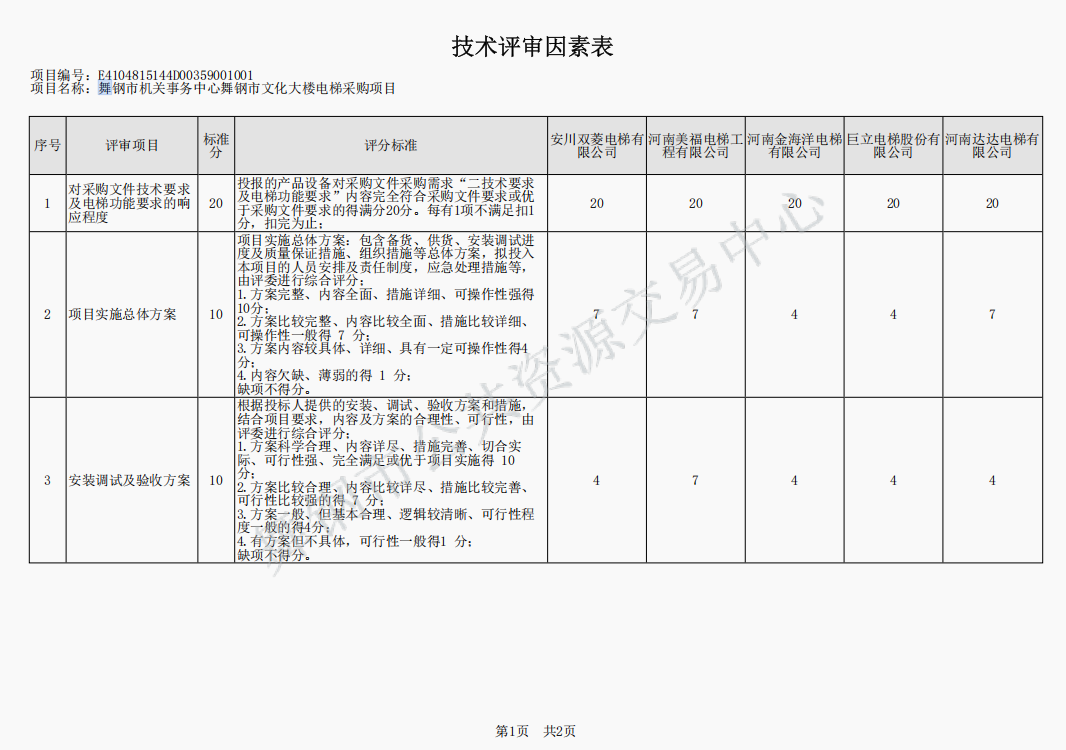 技术评审因素表
项目编号: E4104815144D00359001001
项目名称: 舞钢市机关事务中心舞钢市文化大楼电梯采购项目
序号
评审项目
标准
分
评分标准
安川双菱电梯有
限公司
河南美福电梯工
程有限公司
河南金海洋电梯
有限公司
巨立电梯股份有
限公司
河南达达电梯有
限公司
1
对采购文件技术要求
及电梯功能要求的响
应程度
20
投报的产品设备对采购文件采购需求“二技术要求
及电梯功能要求”内容完全符合采购文件要求或优
于采购文件要求的得满分20分。每有1项不满足扣1
分，扣完为止；
20
20
20
20
20
2
项目实施总体方案
10
项目实施总体方案：包含备货、供货、安装调试进
度及质量保证措施、组织措施等总体方案，拟投入
本项目的人员安排及责任制度，应急处理措施等，
由评委进行综合评分；
1.方案完整、内容全面、措施详细、可操作性强得
10分；
2.方案比较完整、内容比较全面、措施比较详细、
可操作性一般得 7 分；
3.方案内容较具体、详细、具有一定可操作性得4
分；
4.内容欠缺、薄弱的得 1 分；
缺项不得分。
7
7
4
4
7
3
安装调试及验收方案
10
根据投标人提供的安装、调试、验收方案和措施，
结合项目要求，内容及方案的合理性、可行性，由
评委进行综合评分；
1.方案科学合理、内容详尽、措施完善、切合实
际、可行性强、完全满足或优于项目实施得 10
分；
2.方案比较合理、内容比较详尽、措施比较完善、
可行性比较强的得 7 分；
3.方案一般、但基本合理、逻辑较清晰、可行性程
度一般的得4分；
4.有方案但不具体，可行性一般得1 分；
缺项不得分。
4
7
4
4
4
舞钢市公共资源交易中心
第1页 共2页